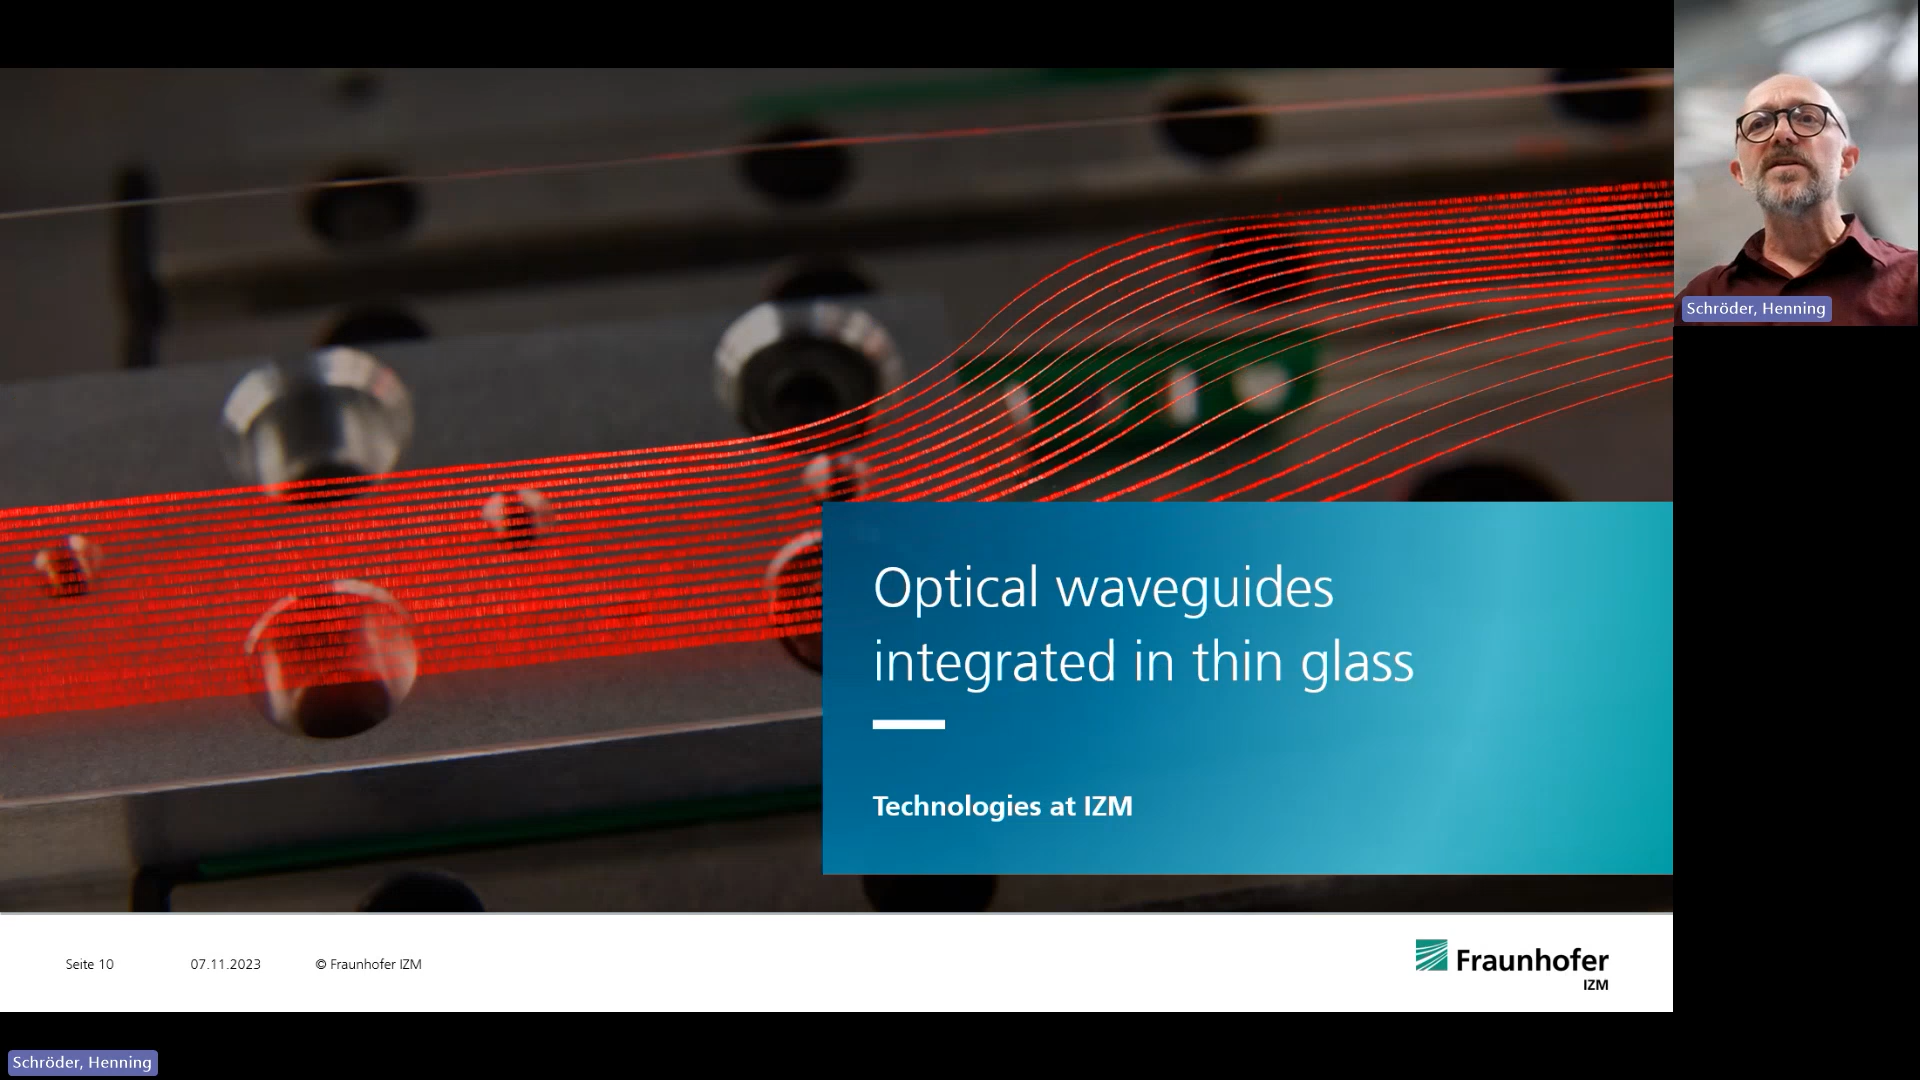 Schröder, Henning
Optical waveguides
integrated in thin glass
Technologies at IZM
Seite 10
07.11.2023
© Fraunhofer IZM
Fraunhofer
IZM
Schröder, Henning